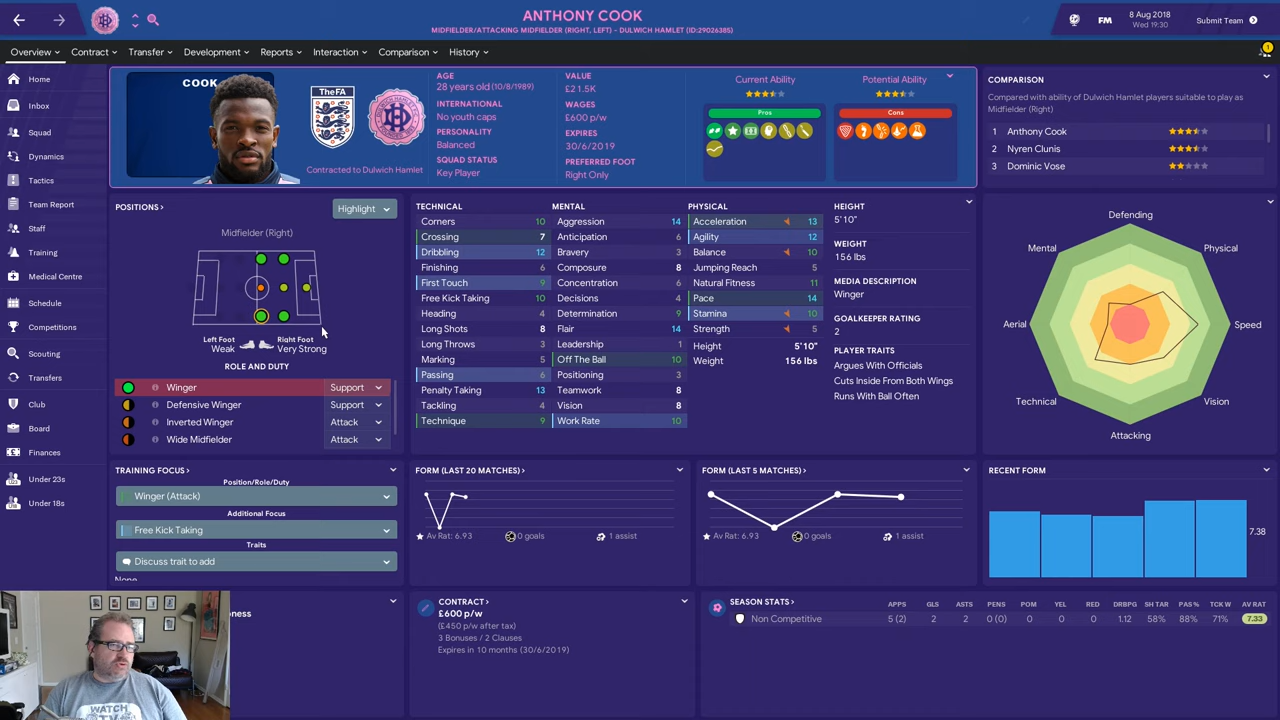 ANTHONY COOK
MIDFIELDER/ATTACKING MIDFIELDER (RIGHT, LEFT) - DULWICH HAMLET (ID:29026385)
FM
8 Aug 2018
Wed 19:30
Submit Team
Overview
Contract
Transfer
Development
Reports
Interaction
Comparison
History
1
Home
Inbox
Squad
Dynamics
Tactics
Team Report
Staff
Training
Medical Centre
Schedule
Competitions
Scouting
Transfers
Club
Board
Finances
Under 23s
Under 18s
COOK
TheFA
Contracted to Dulwich Hamlet
AGE
28 years old (10/8/1989)
INTERNATIONAL
No youth caps
PERSONALITY
Balanced
SQUAD STATUS
Key Player
VALUE
£21.5K
WAGES
£600 p/w
EXPIRES
30/6/2019
PREFERRED FOOT
Right Only
Current Ability
Pros
Potential Ability
Cons
COMPARISON
Compared with ability of Dulwich Hamlet players suitable to play as
Midfielder (Right)
1 Anthony Cook
2 Nyren Clunis
3 Dominic Vose
POSITIONS
Highlight
Midfielder (Right)
Left Foot
Weak
Right Foot
Very Strong
ROLE AND DUTY
Winger Support
Defensive Winger Support
Inverted Winger Attack
Wide Midfielder Attack
TECHNICAL
Corners 10
Crossing 7
Dribbling 12
Finishing 6
First Touch 9
Free Kick Taking 10
Heading 4
Long Shots 8
Long Throws 3
Marking 5
Passing 6
Penalty Taking 13
Tackling 4
Technique 9
MENTAL
Aggression 14
Anticipation 6
Bravery 3
Composure 8
Concentration 6
Decisions 4
Determination 9
Flair 14
Leadership 1
Off The Ball 10
Positioning 3
Teamwork 8
Vision 8
Work Rate 10
PHYSICAL
Acceleration 13
Agility 12
Balance 10
Jumping Reach 5
Natural Fitness 11
Pace 14
Stamina 10
Strength 5
Height 5'10"
Weight 156 lbs
HEIGHT
5'10"
WEIGHT
156 lbs
MEDIA DESCRIPTION
Winger
GOALKEEPER RATING
2
PLAYER TRAITS
Argues With Officials
Cuts Inside From Both Wings
Runs With Ball Often
Defending
Physical
Speed
Vision
Attacking
Technical
Aerial
Mental
TRAINING FOCUS
Position/Role/Duty
Winger (Attack)
Additional Focus
Free Kick Taking
Traits
Discuss trait to add
None
FORM (LAST 20 MATCHES)
Av Rat: 6.93
0 goals
1 assist
FORM (LAST 5 MATCHES)
Av Rat: 6.93
0 goals
1 assist
RECENT FORM
7.38
CONTRACT
£600 p/w
(£450 p/w after tax)
3 Bonuses / 2 Clauses
Expires in 10 months (30/6/2019)
SEASON STATS APPS GLS ASTS PENS POM YEL RED DRBPG SH TAR PAS % TCK W AV RAT
Non Competitive 5 (2) 2 2 0 (0) 0 0 0 1.12 58% 88% 71% 7.33
WATCH